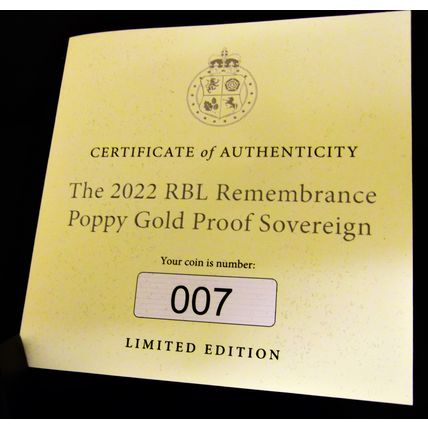 CERTIFICATE of AUTHENTICITY
The 2022 RBL Remembrance
Poppy Gold Proof Sovereign
Your coin is number:
007
LIMITED EDITION